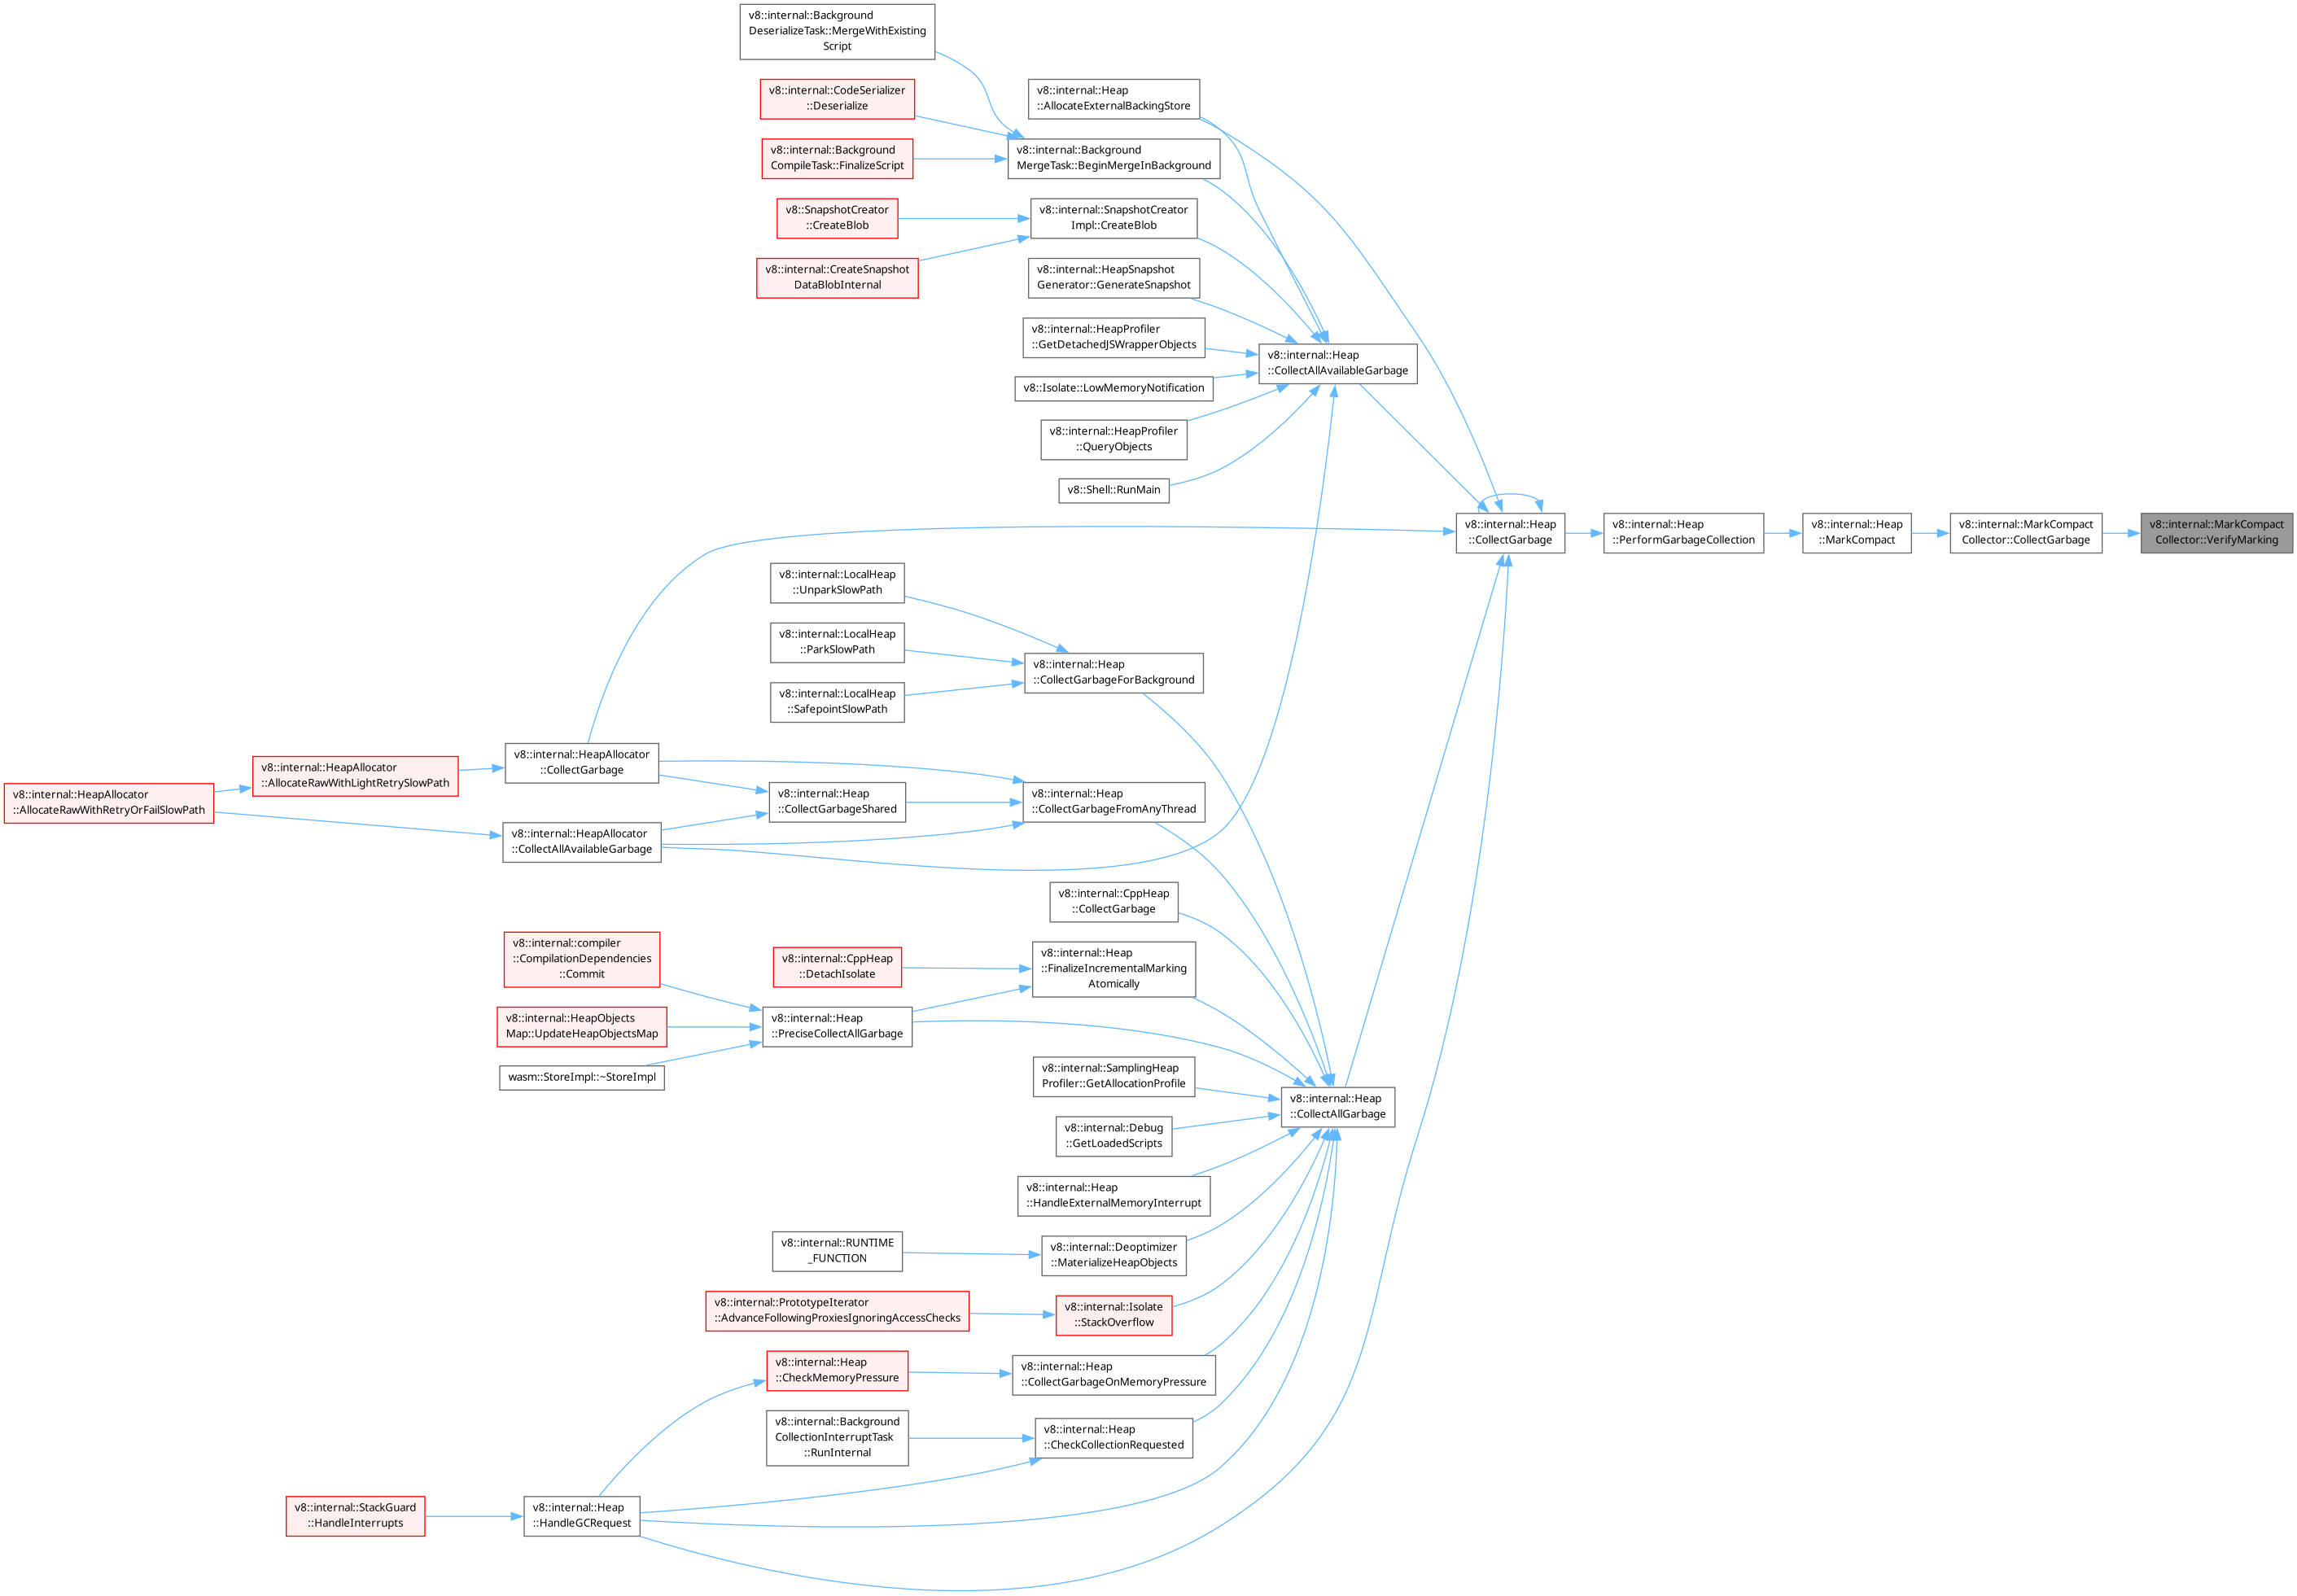 v8::internal::Background
DeserializeTask::MergeWithExisting
Script
v8::internal::CodeSerializer
::Deserialize
v8::internal::Heap
::AllocateExternalBackingStore
v8::internal::Background
CompileTask::FinalizeScript
v8::internal::Background
MergeTask::BeginMergeInBackground
v8::SnapshotCreator
::CreateBlob
v8::internal::SnapshotCreator
Impl::CreateBlob
v8::internal::CreateSnapshot
DataBlobInternal
v8::internal::HeapSnapshot
Generator::GenerateSnapshot
v8::internal::HeapProfiler
::GetDetachedJSWrapperObjects
v8::internal::Heap
::CollectAllAvailableGarbage
v8::Isolate::LowMemoryNotification
v8::internal::HeapProfiler
::QueryObjects
v8::Shell::RunMain
v8::internal::Heap
::CollectGarbage
v8::internal::Heap
::PerformGarbageCollection
v8::internal::Heap
::MarkCompact
v8::internal::MarkCompact
Collector::CollectGarbage
v8::internal::MarkCompact
Collector::VerifyMarking
v8::internal::LocalHeap
::UnparkSlowPath
v8::internal::LocalHeap
::ParkSlowPath
v8::internal::Heap
::CollectGarbageForBackground
v8::internal::LocalHeap
::SafepointSlowPath
v8::internal::HeapAllocator
::CollectGarbage
v8::internal::HeapAllocator
::AllocateRawWithLightRetrySlowPath
v8::internal::HeapAllocator
::AllocateRawWithRetryOrFailSlowPath
v8::internal::Heap
::CollectGarbageShared
v8::internal::Heap
::CollectGarbageFromAnyThread
v8::internal::HeapAllocator
::CollectAllAvailableGarbage
v8::internal::CppHeap
::CollectGarbage
v8::internal::compiler
::CompilationDependencies
::Commit
v8::internal::CppHeap
::DetachIsolate
v8::internal::Heap
::FinalizeIncrementalMarking
Atomically
v8::internal::HeapObjects
Map::UpdateHeapObjectsMap
v8::internal::Heap
::PreciseCollectAllGarbage
wasm::StoreImpl::~StoreImpl
v8::internal::SamplingHeap
Profiler::GetAllocationProfile
v8::internal::Heap
::CollectAllGarbage
v8::internal::Debug
::GetLoadedScripts
v8::internal::Heap
::HandleExternalMemoryInterrupt
v8::internal::RUNTIME
_FUNCTION
v8::internal::Deoptimizer
::MaterializeHeapObjects
v8::internal::PrototypeIterator
::AdvanceFollowingProxiesIgnoringAccessChecks
v8::internal::Isolate
::StackOverflow
v8::internal::Heap
::CheckMemoryPressure
v8::internal::Heap
::CollectGarbageOnMemoryPressure
v8::internal::Background
CollectionInterruptTask
::RunInternal
v8::internal::Heap
::CheckCollectionRequested
v8::internal::StackGuard
::HandleInterrupts
v8::internal::Heap
::HandleGCRequest